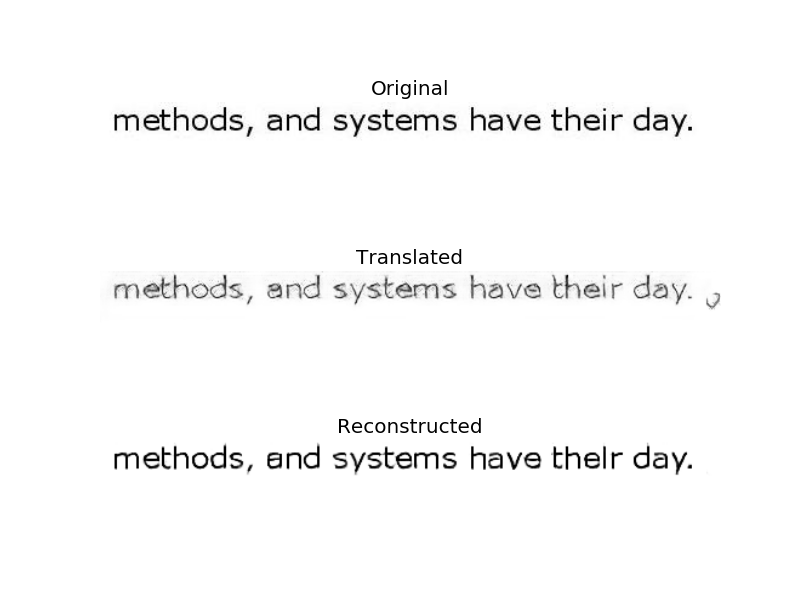 Original
methods, and systems have their day.
Translated
methods, and systems have their day.
Reconstructed
methods, and systems have thelr day.